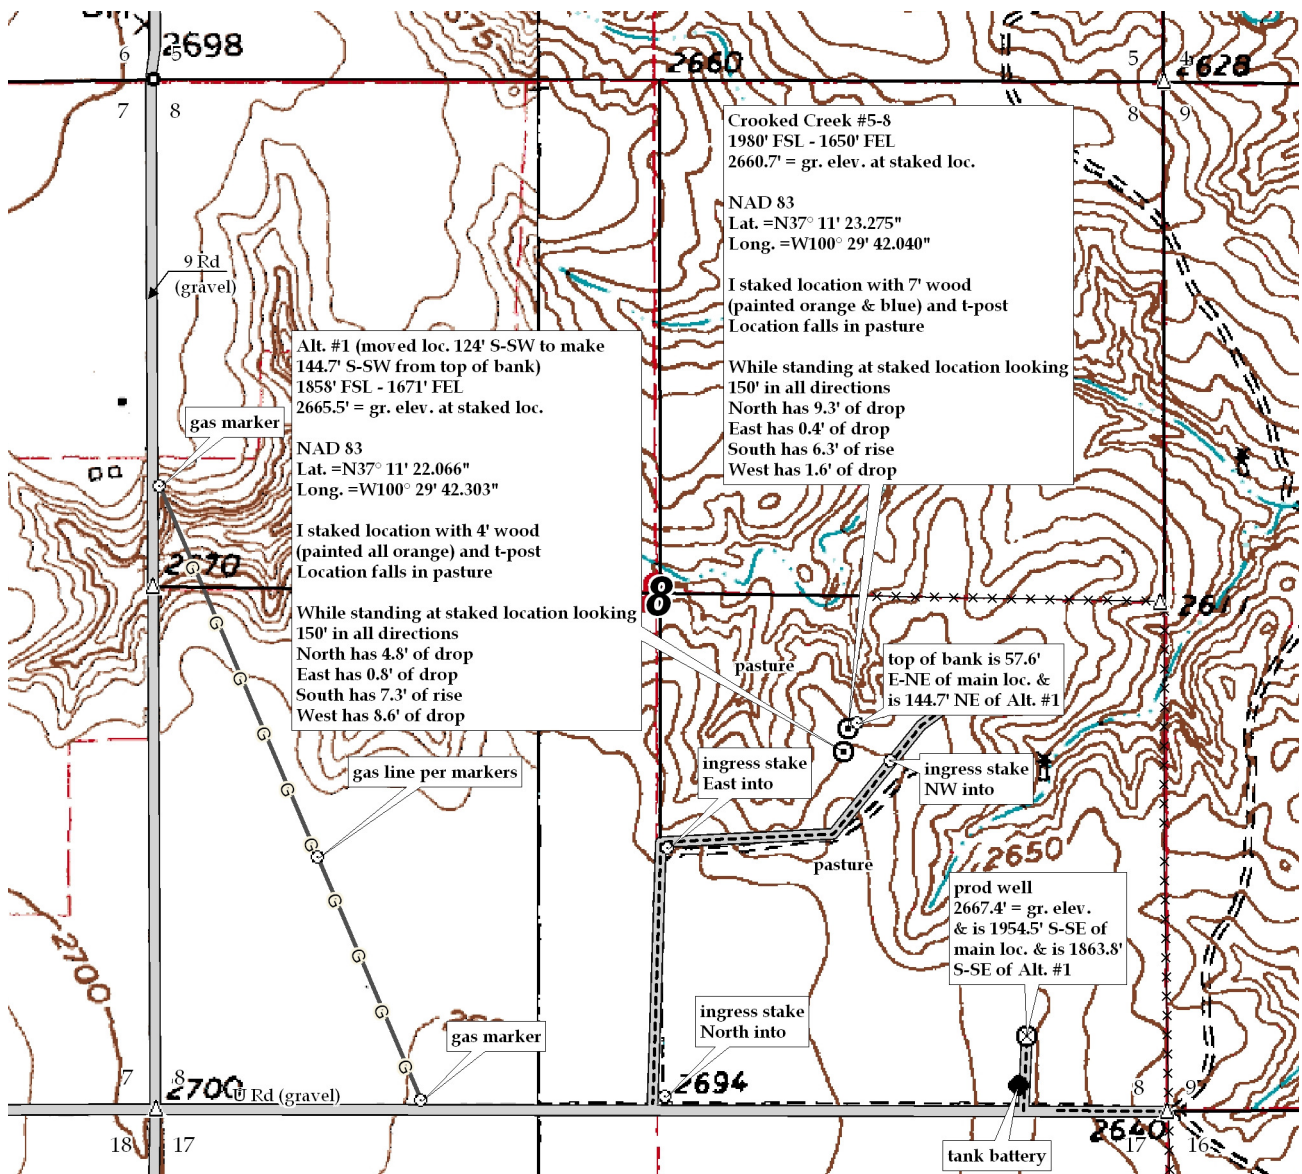 2698
6
5
7
8
2660
5
4
2628
8
9
2675
Crooked Creek #5-8
1980' FSL - 1650' FEL
2660.7' = gr. elev. at staked loc.
NAD 83
Lat. =N37° 11' 23.275"
Long. =W100° 29' 42.040"
I staked location with 7' wood
(painted orange & blue) and t-post
Location falls in pasture
While standing at staked location looking
150' in all directions
North has 9.3' of drop
East has 0.4' of drop
South has 6.3' of rise
West has 1.6' of drop
9 Rd
(gravel)
Alt. #1 (moved loc. 124' S-SW to make
144.7' S-SW from top of bank)
1858' FSL - 1671' FEL
2665.5' = gr. elev. at staked loc.
NAD 83
Lat. =N37° 11' 22.066"
Long. =W100° 29' 42.303"
I staked location with 4' wood
(painted all orange) and t-post
Location falls in pasture
While standing at staked location looking
150' in all directions
North has 4.8' of drop
East has 0.8' of drop
South has 7.3' of rise
West has 8.6' of drop
gas marker
8
2611
pasture
top of bank is 57.6'
E-NE of main loc. &
is 144.7' NE of Alt. #1
ingress stake
East into
ingress stake
NW into
gas line per markers
G
G
G
G
G
G
G
G
G
G
pasture
2650
prod well
2667.4' = gr. elev.
& is 1954.5' S-SE of
main loc. & is 1863.8'
S-SE of Alt. #1
2700
ingress stake
North into
gas marker
7
8
2700
U Rd (gravel)
2694
8
9
2640
18
17
17
16
tank battery